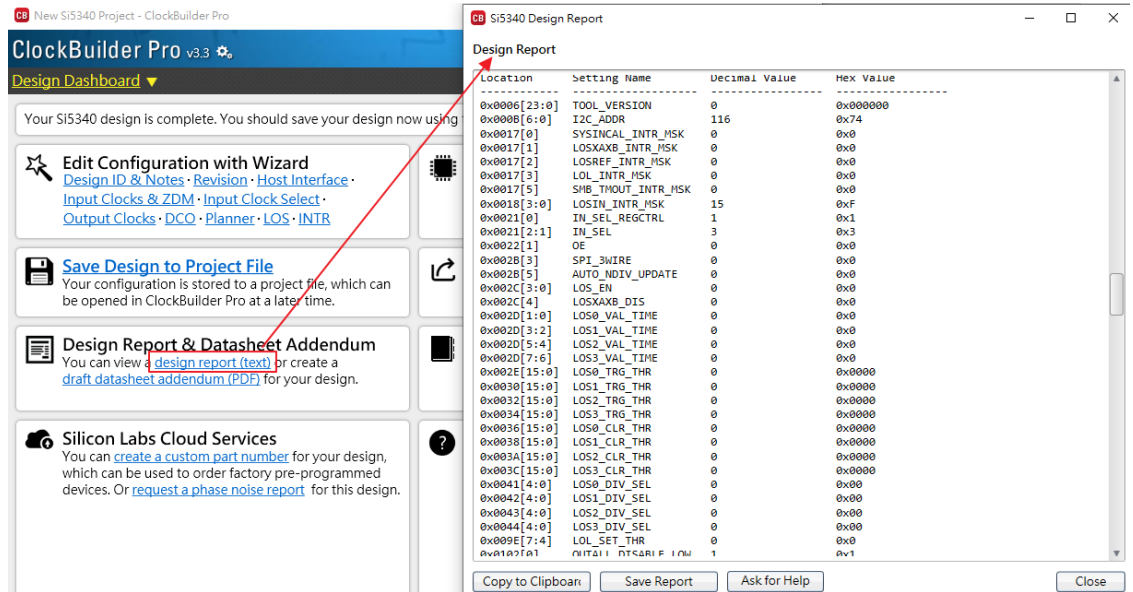 New Si5340 Project - ClockBuilder Pro
ClockBuilder Pro v3.3
Design Dashboard ▼
Your Si5340 design is complete. You should save your design now using
Edit Configuration with Wizard
Design ID & Notes · Revision · Host Interface ·
Input Clocks & ZDM · Input Clock Select ·
Output Clocks · DCO · Planner · LOS · INTR
Save Design to Project File
Your configuration is stored to a project file, which can
be opened in ClockBuilder Pro at a later time.
Design Report & Datasheet Addendum
You can view a design report (text) or create a
draft datasheet addendum (PDF) for your design.
Silicon Labs Cloud Services
You can create a custom part number for your design,
which can be used to order factory pre-programmed
devices. Or request a phase noise report for this design.
Si5340 Design Report
Design Report
Location Setting Name Decimal Value Hex Value
------------ ------------------- ----------------- -----------------
0x0006[23:0] TOOL_VERSION 0 0x000000
0x000B[6:0] I2C_ADDR 116 0x74
0x0017[0] SYSINCAL_INTR_MSK 0 0x0
0x0017[1] LOSXAXB_INTR_MSK 0 0x0
0x0017[2] LOSREF_INTR_MSK 0 0x0
0x0017[3] LOL_INTR_MSK 0 0x0
0x0017[5] SMB_TMOUT_INTR_MSK 0 0x0
0x0018[3:0] LOSIN_INTR_MSK 15 0xF
0x0021[0] IN_SEL_REGCTRL 1 0x1
0x0021[2:1] IN_SEL 3 0x3
0x0022[1] OE 0 0x0
0x002B[3] SPI_3WIRE 0 0x0
0x002B[5] AUTO_NDIV_UPDATE 0 0x0
0x002C[3:0] LOS_EN 0 0x0
0x002C[4] LOSXAXB_DIS 0 0x0
0x002D[1:0] LOS0_VAL_TIME 0 0x0
0x002D[3:2] LOS1_VAL_TIME 0 0x0
0x002D[5:4] LOS2_VAL_TIME 0 0x0
0x002D[7:6] LOS3_VAL_TIME 0 0x0
0x002E[15:0] LOS0_TRG_THR 0 0x0000
0x0030[15:0] LOS1_TRG_THR 0 0x0000
0x0032[15:0] LOS2_TRG_THR 0 0x0000
0x0034[15:0] LOS3_TRG_THR 0 0x0000
0x0036[15:0] LOS0_CLR_THR 0 0x0000
0x0038[15:0] LOS1_CLR_THR 0 0x0000
0x003A[15:0] LOS2_CLR_THR 0 0x0000
0x003C[15:0] LOS3_CLR_THR 0 0x0000
0x0041[4:0] LOS0_DIV_SEL 0 0x00
0x0042[4:0] LOS1_DIV_SEL 0 0x00
0x0043[4:0] LOS2_DIV_SEL 0 0x00
0x0044[4:0] LOS3_DIV_SEL 0 0x00
0x009E[7:4] LOL_SET_THR 0 0x0
0x0102[0] OUTALL_DISABLE_LOW 1 0x1
Copy to Clipboar Save Report Ask for Help Close